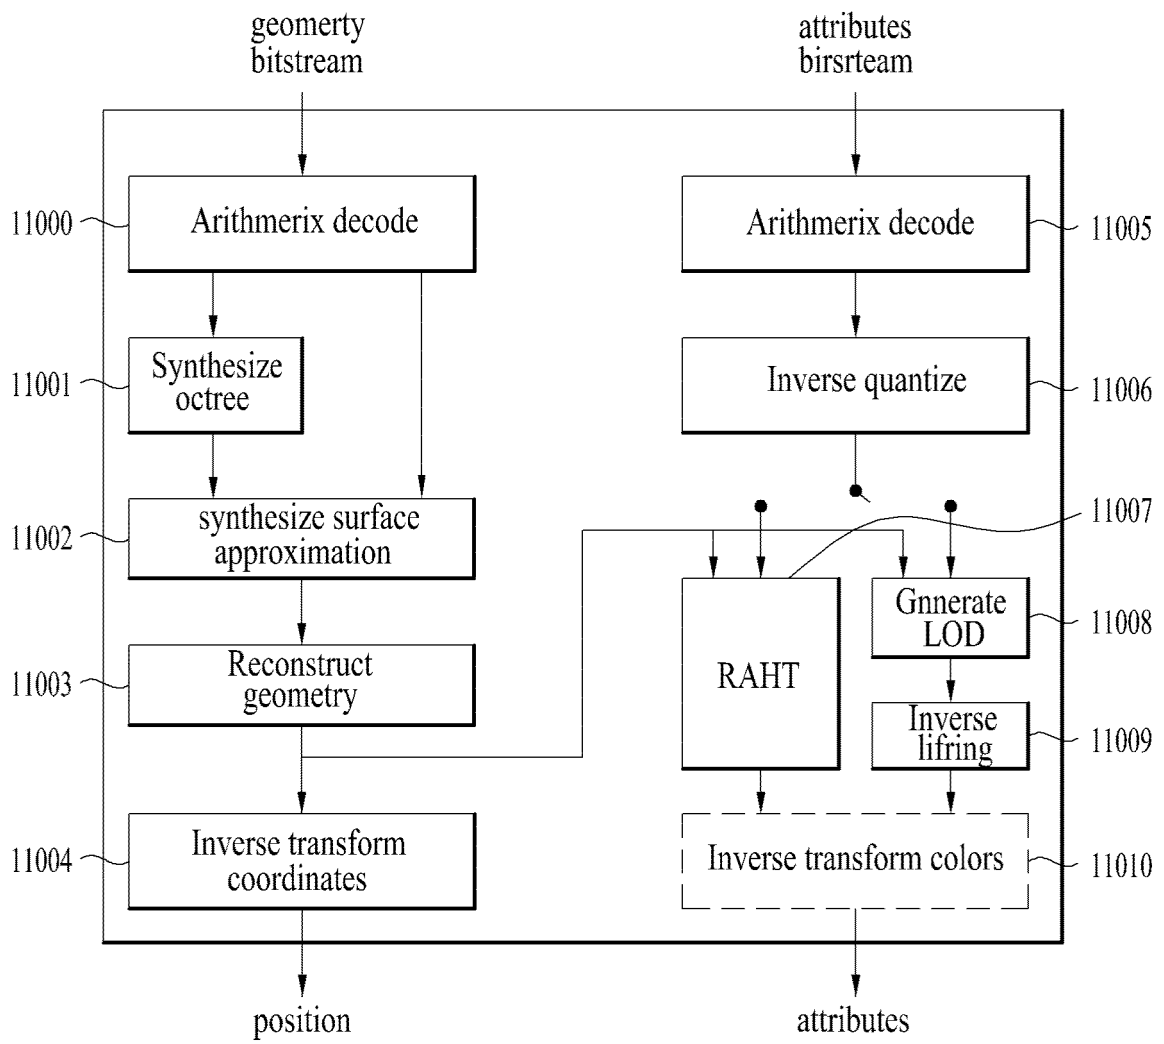 geomerty
bitstream
attributes
birsrteam
11000
Arithmerix decode
Arithmerix decode
11005
11001
Synthesize
octree
Inverse quantize
11006
11002
synthesize surface
approximation
11007
Gnnerate
LOD
11008
11003
Reconstruct
geometry
RAHT
Inverse
lifring
11009
11004
Inverse transform
coordinates
Inverse transform colors
11010
position
attributes